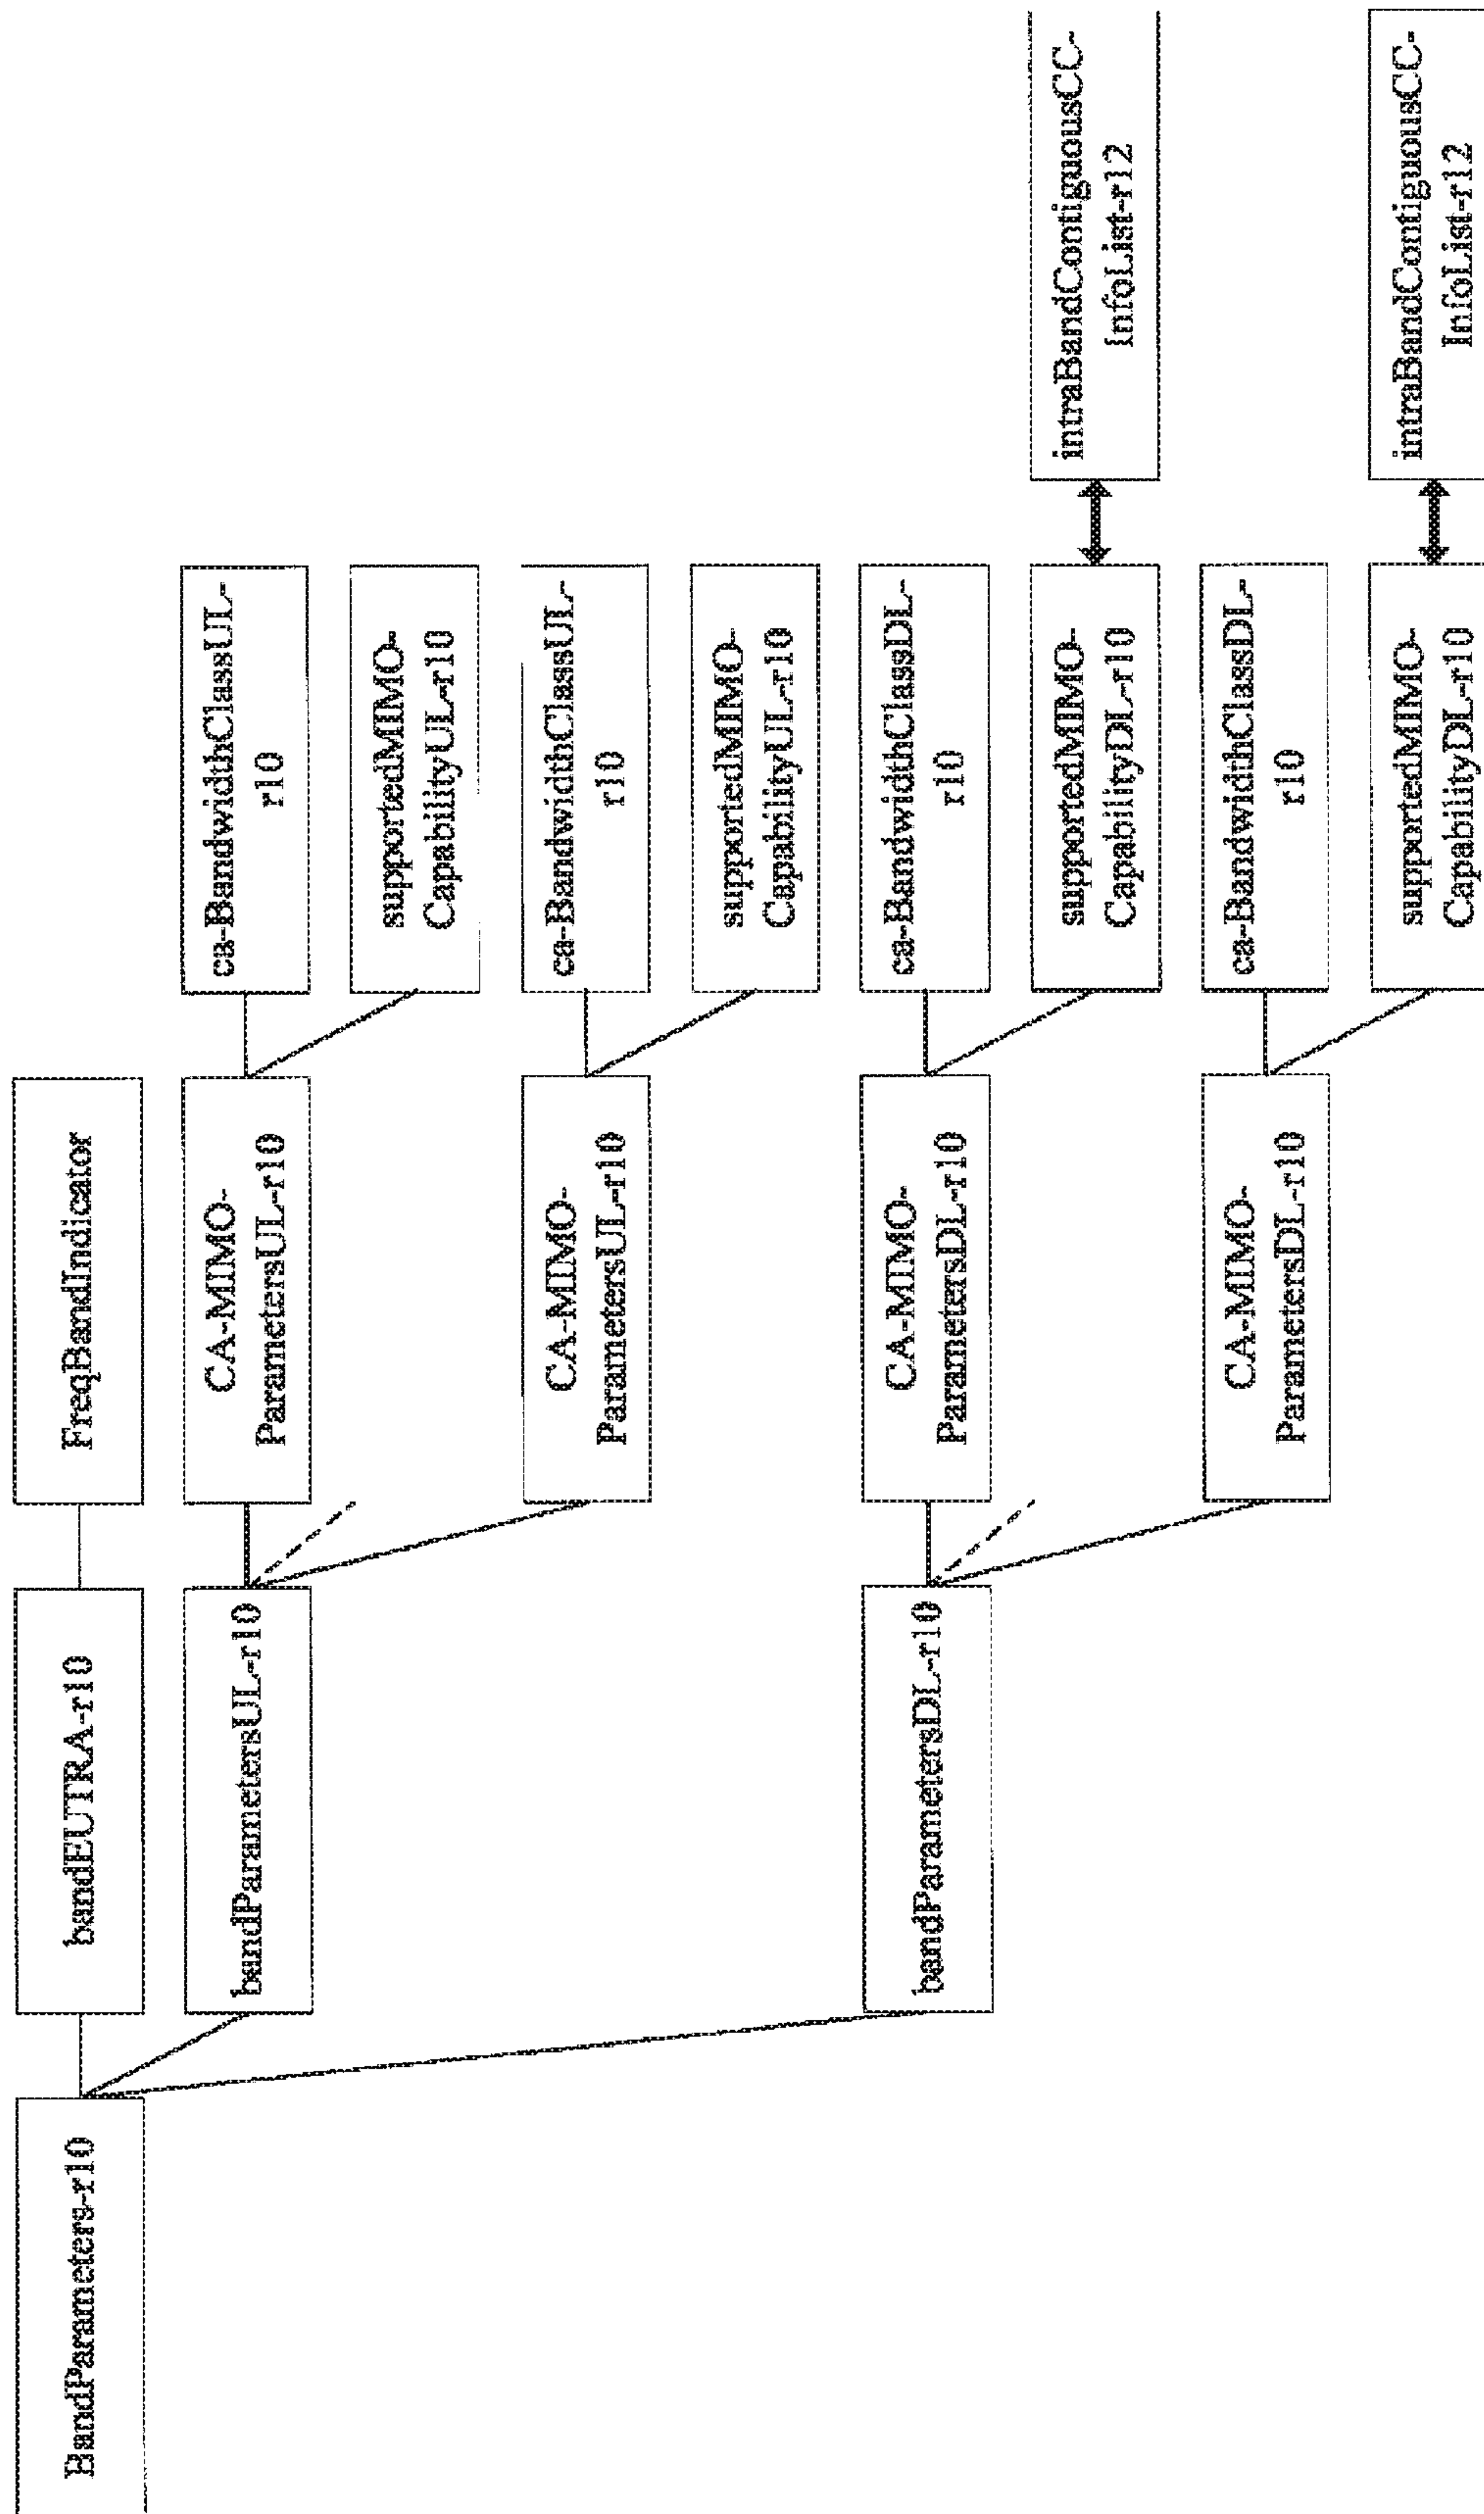 BandParameters-r10
bandEUTRA-r10
FreqBandIndicator
bandParametersUL-r10
CA-MIMO-
ParametersUL-r10
ca-BandwidthClassUL-
r10
supportedMIMO-
CapabilityUL-r10
CA-MIMO-
ParametersUL-r10
ca-BandwidthClassUL-
r10
supportedMIMO-
CapabilityUL-r10
bandParametersDL-r10
CA-MIMO-
ParametersDL-r10
ca-BandwidthClassDL-
r10
supportedMIMO-
CapabilityDL-r10
intraBandContiguousCC-
InfoList-r12
CA-MIMO-
ParametersDL-r10
ca-BandwidthClassDL-
r10
supportedMIMO-
CapabilityDL-r10
intraBandContiguousCC-
InfoList-r12